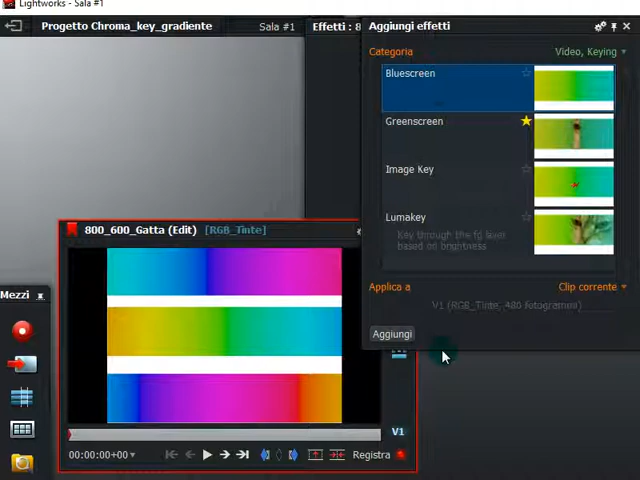 Lightworks - Sala #1
Progetto Chroma_key_gradiente
Sala #1
Effetti : 8
Aggiungi effetti
Categoria
Video, Keying
Bluescreen
Greenscreen
Image Key
Lumakey
Key through the fg level
based on brightness
Applica a
Clip corrente
V1 (RGB_Tinte, 480 fotogrammi)
Aggiungi
800_600_Gatta (Edit) [RGB_Tinte]
Mezzi
V1
00:00:00+00
Registra